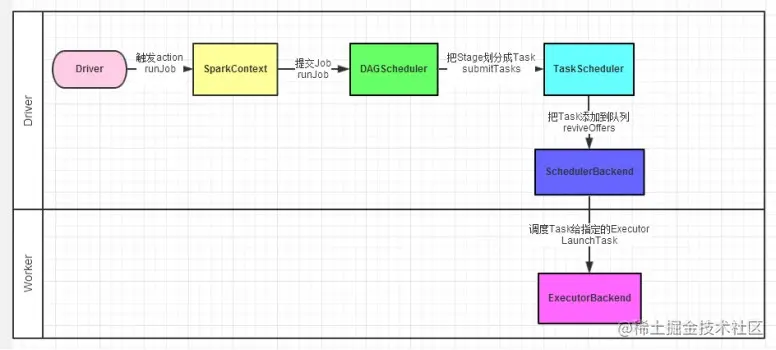 Driver
触发action
runJob
SparkContext
提交Job
runJob
DAGScheduler
把Stage划分成Task
submitTasks
TaskScheduler
把Task添加到队列
reviveOffers
SchedulerBackend
Driver
调度Task给指定的Executor
LaunchTask
ExecutorBackend
Worker
@稀土掘金技术社区